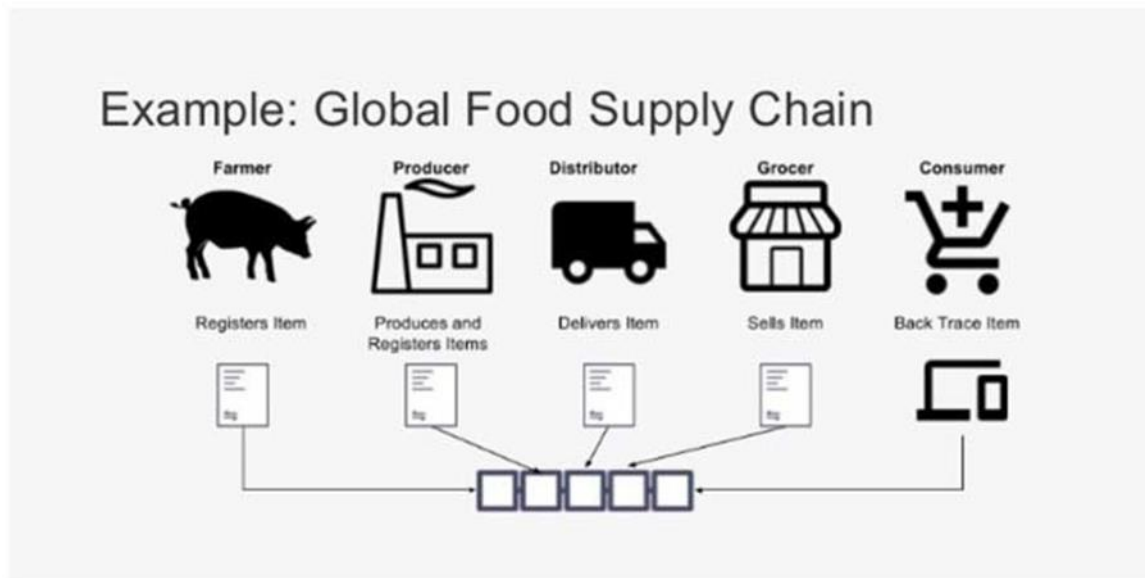 Example: Global Food Supply Chain
Farmer
Producer
Distributor
Grocer
Consumer
Registers Item
Produces and
Registers Items
Delivers Item
Sells Item
Back Trace Item